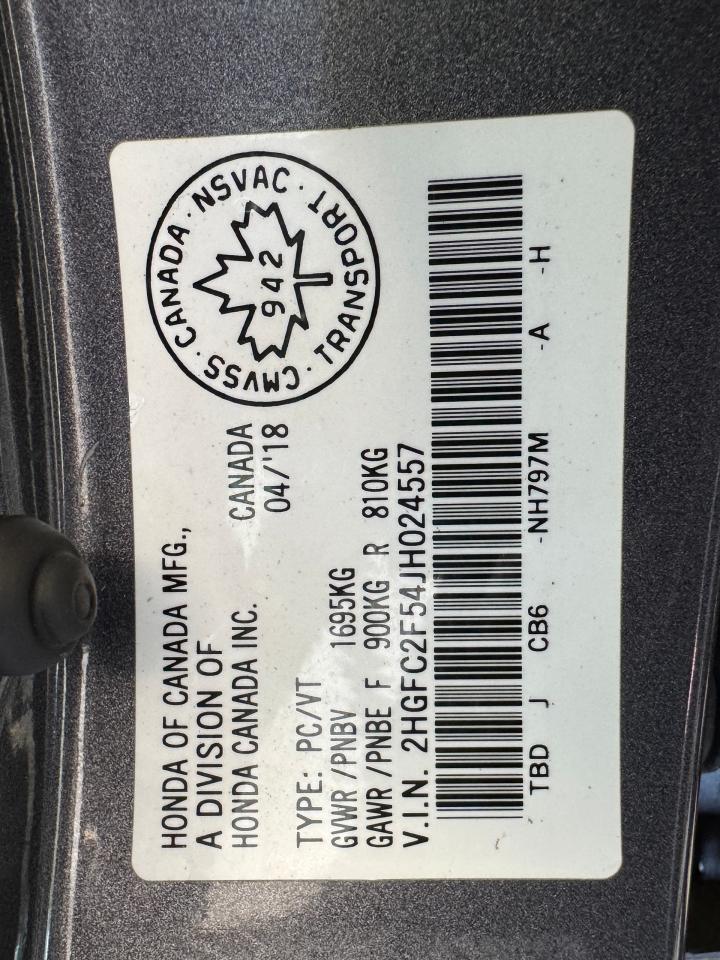 HONDA OF CANADA MFG.,
A DIVISION OF
HONDA CANADA INC.
CANADA
04/'18
TYPE: PC/VT
GVWR /PNBV 1695KG
GAWR /PNBE F 900KG R 810KG
V.I.N. 2HGFC2F54JH024557
TBD J CB6 -NH797M -A -H
CMVSS · CANADA · NSVAC · TRANSPORT ·
942